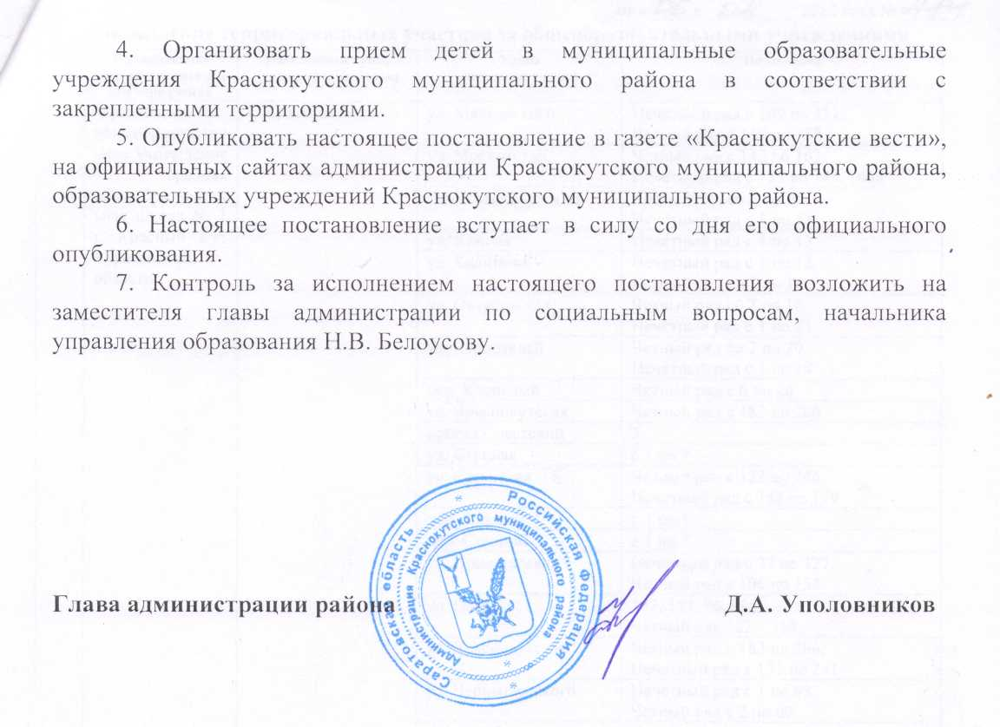 4. Организовать прием детей в муниципальные образовательные
учреждения Краснокутского муниципального района в соответствии с
закрепленными территориями.
5. Опубликовать настоящее постановление в газете «Краснокутские вести»,
на официальных сайтах администрации Краснокутского муниципального района,
образовательных учреждений Краснокутского муниципального района.
6. Настоящее постановление вступает в силу со дня его официального
опубликования.
7. Контроль за исполнением настоящего постановления возложить на
заместителя главы администрации по социальным вопросам, начальника
управления образования Н.В. Белоусову.
Глава администрации района
Д.А. Уполовников
Российская Федерация
Саратовская область
Администрация Краснокутского муниципального района